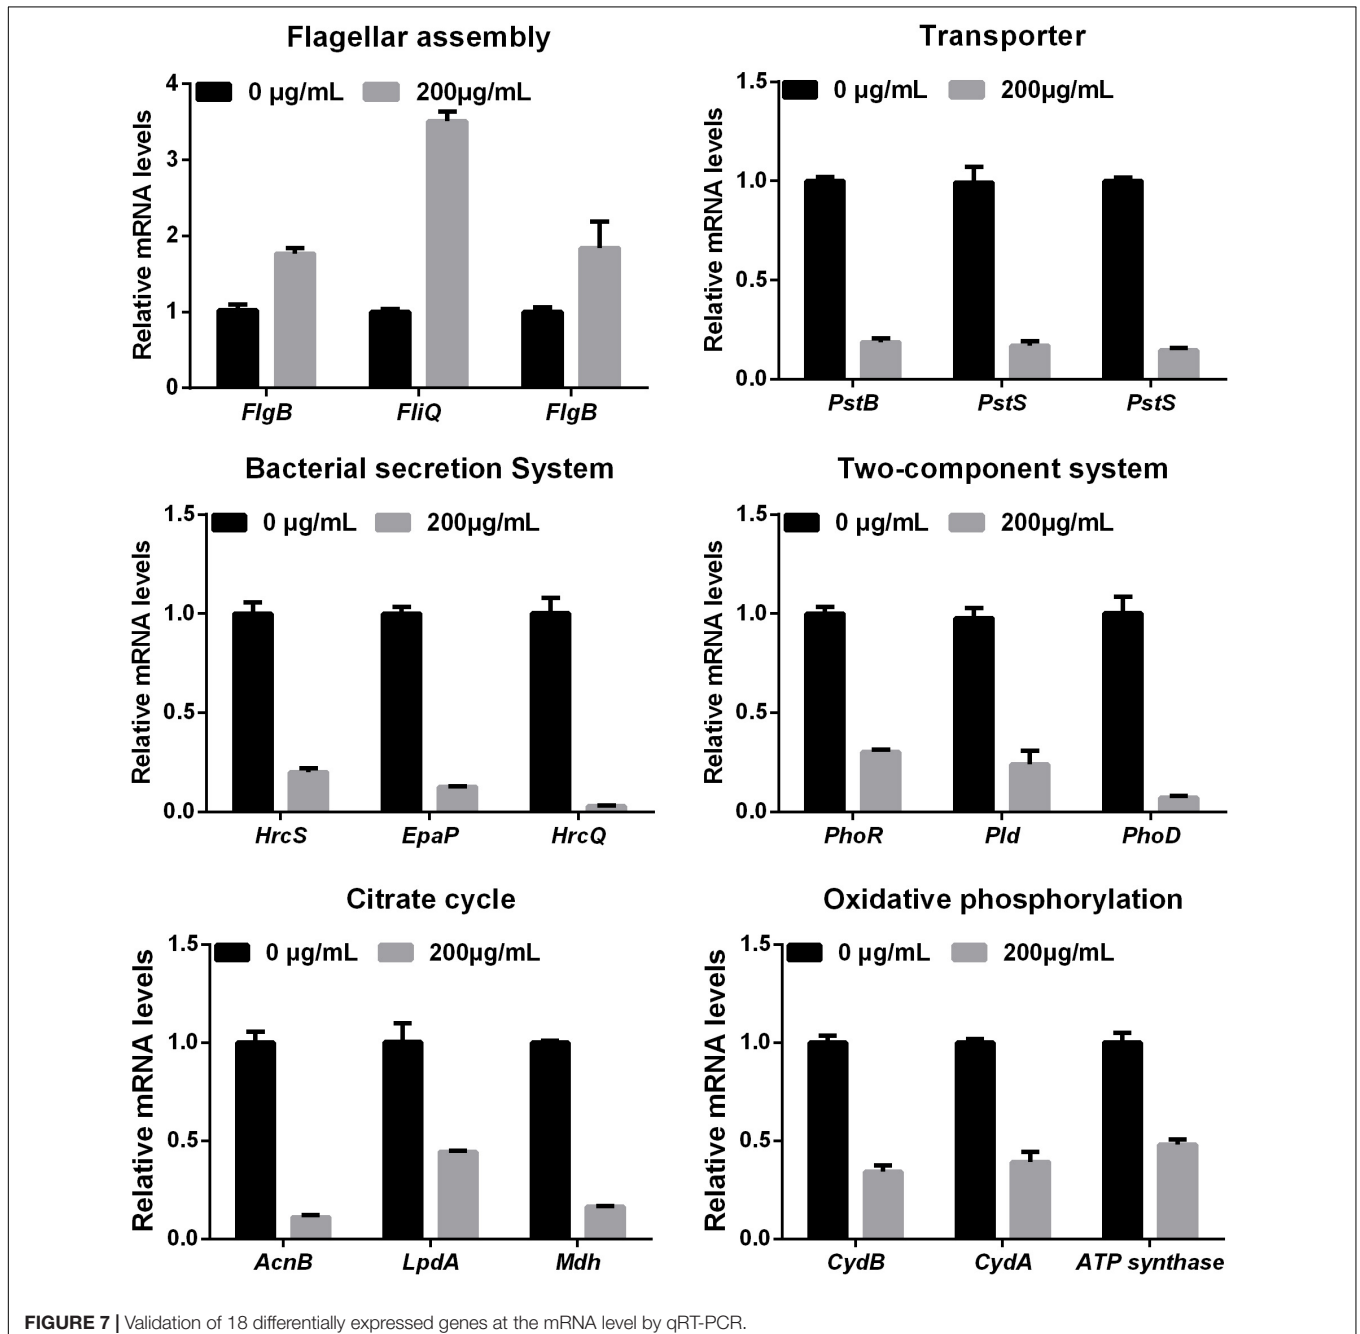 Flagellar assembly
0 µg/mL 200µg/mL
Relative mRNA levels
4
3
2
1
0
FlgB FliQ FlgB
Transporter
0 µg/mL 200µg/mL
Relative mRNA levels
1.5
1.0
0.5
0.0
PstB PstS PstS
Bacterial secretion System
0 µg/mL 200µg/mL
Relative mRNA levels
1.5
1.0
0.5
0.0
HrcS EpaP HrcQ
Two-component system
0 µg/mL 200µg/mL
Relative mRNA levels
1.5
1.0
0.5
0.0
PhoR Pld PhoD
Citrate cycle
0 µg/mL 200µg/mL
Relative mRNA levels
1.5
1.0
0.5
0.0
AcnB LpdA Mdh
Oxidative phosphorylation
0 µg/mL 200µg/mL
Relative mRNA levels
1.5
1.0
0.5
0.0
CydB CydA ATP synthase
FIGURE 7 | Validation of 18 differentially expressed genes at the mRNA level by qRT-PCR.